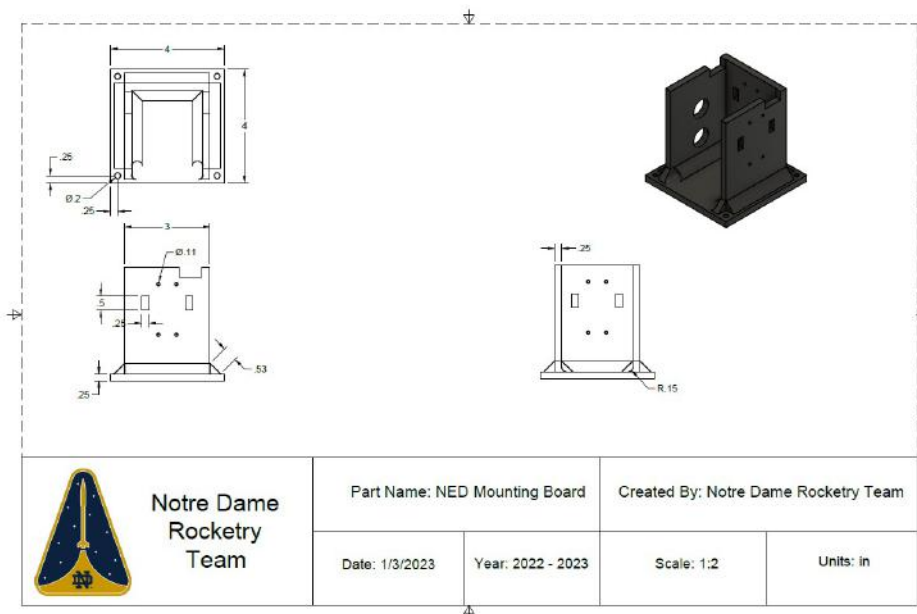 4
4
.25
Ø.2
.25
3
Ø.11
.5
.25
.53
.25
.25
R.15
Notre Dame
Rocketry
Team
Part Name: NED Mounting Board
Created By: Notre Dame Rocketry Team
Date: 1/3/2023
Year: 2022 - 2023
Scale: 1:2
Units: in
ND